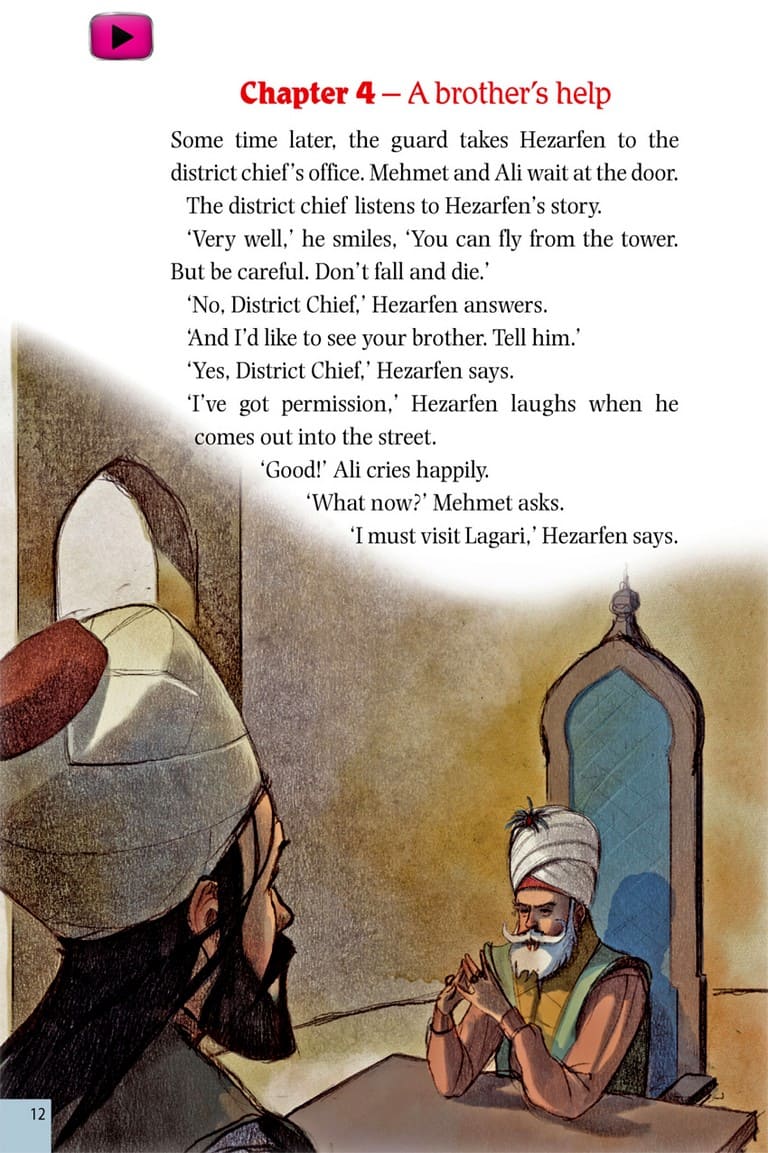 Chapter 4 – A brother's help
Some time later, the guard takes Hezarfen to the
district chief's office. Mehmet and Ali wait at the door.
The district chief listens to Hezarfen's story.
‘Very well,’ he smiles, ‘You can fly from the tower.
But be careful. Don't fall and die.’
‘No, District Chief,’ Hezarfen answers.
‘And I'd like to see your brother. Tell him.’
‘Yes, District Chief,’ Hezarfen says.
‘I've got permission,’ Hezarfen laughs when he
comes out into the street.
‘Good!’ Ali cries happily.
‘What now?’ Mehmet asks.
‘I must visit Lagari,’ Hezarfen says.
12